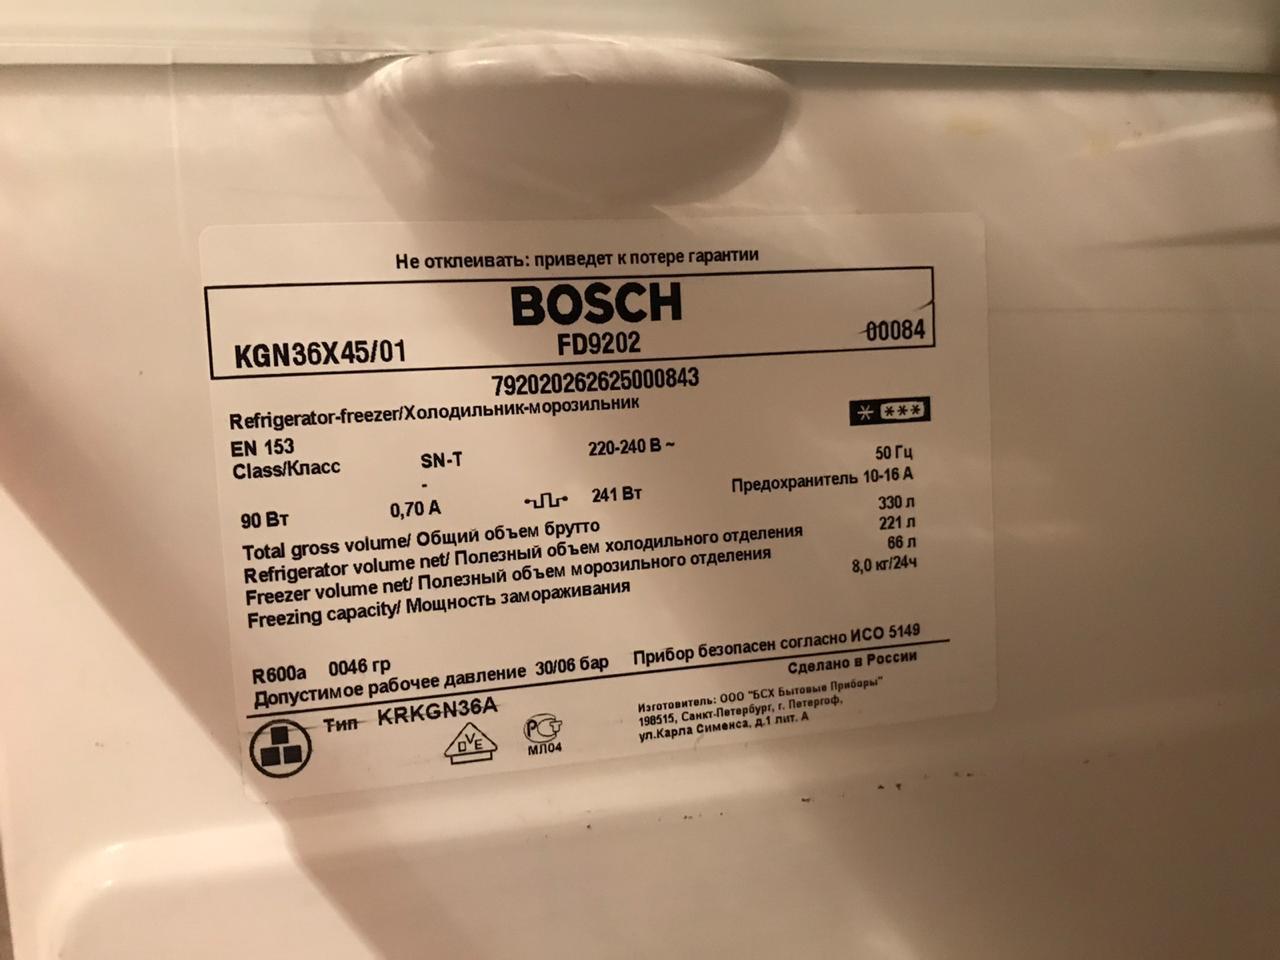 Не отклеивать: приведет к потере гарантии
BOSCH
KGN36X45/01 FD9202 00084
792020262625000843
Refrigerator-freezer/Холодильник-морозильник
EN 153
Class/Класс SN-T 220-240 В ~ 50 Гц
-
90 Вт 0,70 А 241 Вт Предохранитель 10-16 А
Total gross volume/ Общий объем брутто 330 л
Refrigerator volume net/ Полезный объем холодильного отделения 221 л
Freezer volume net/ Полезный объем морозильного отделения 66 л
Freezing capacity/ Мощность замораживания 8,0 кг/24ч
R600a 0046 гр
Допустимое рабочее давление 30/06 бар Прибор безопасен согласно ИСО 5149
Сделано в России
Тип KRKGN36A
DVE
РСТ
МЛ04
Изготовитель: ООО "БСХ Бытовые Приборы"
198515, Санкт-Петербург, г. Петергоф,
ул.Карла Сименса, д.1 лит. А